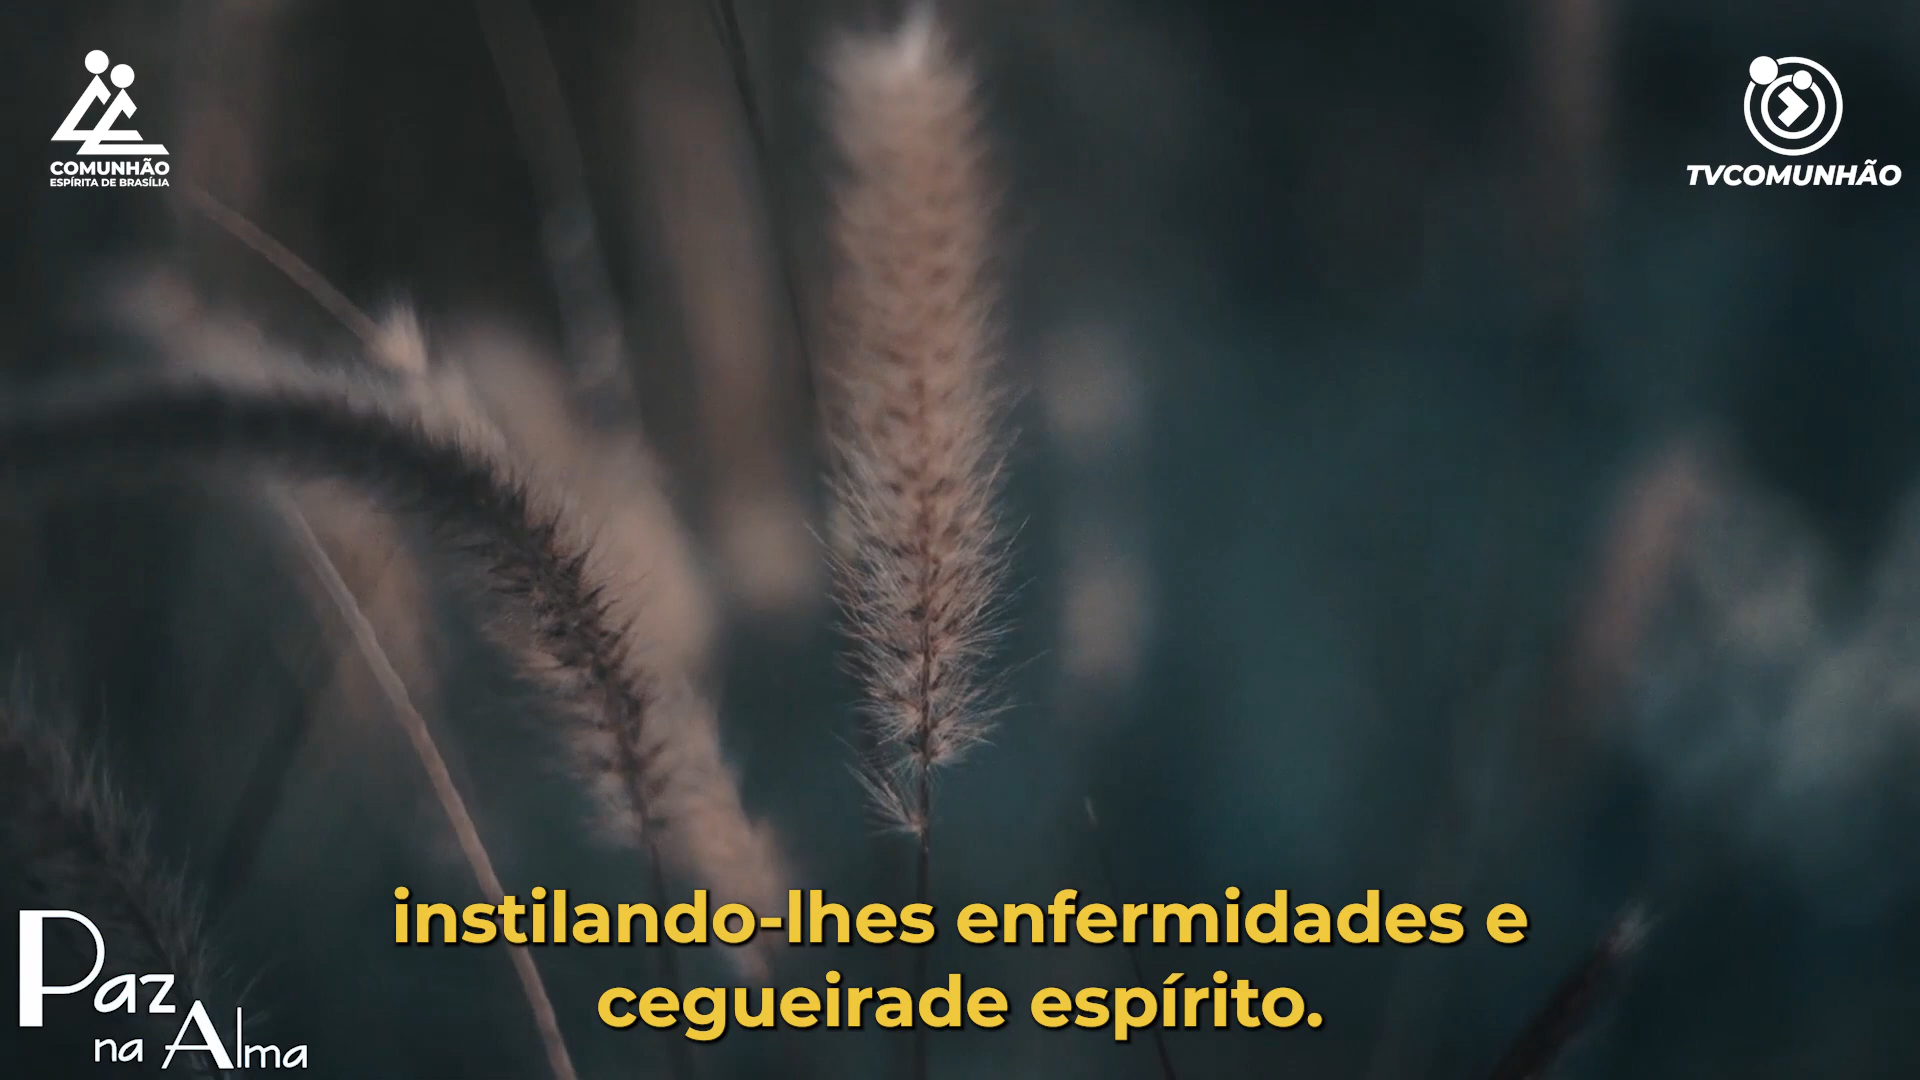 COMUNHÃO
ESPÍRITA DE BRASÍLIA
TVCOMUNHÃO
instilando-lhes enfermidades e
cegueirade espírito.
Paz
na Alma